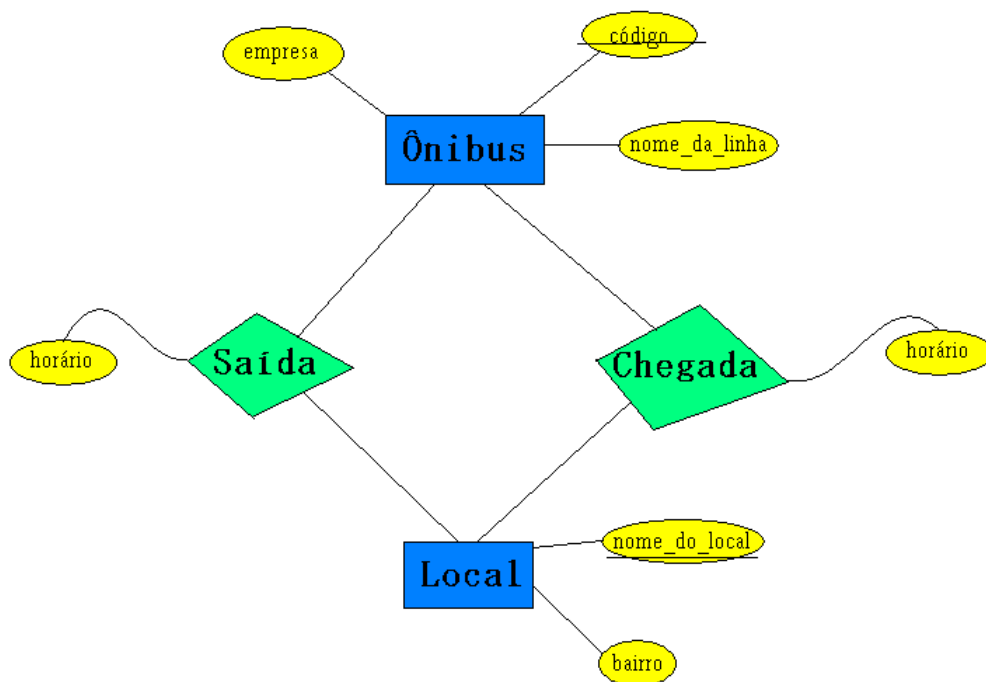 código
empresa
Ônibus
nome_da_linha
Saída
Chegada
horário
horário
nome_do_local
Local
bairro